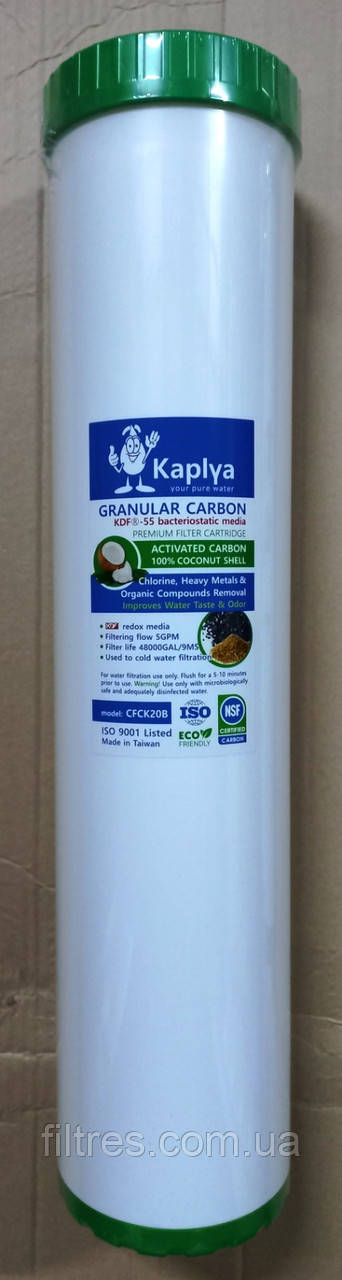 Kaplya
your pure water
GRANULAR CARBON
KDF®-55 bacteriostatic media
PREMIUM FILTER CARTRIDGE
ACTIVATED CARBON
100% COCONUT SHELL
Chlorine, Heavy Metals &
Organic Compounds Removal
Improves Water Taste & Odor
• KDF redox media
• Filtering flow 5GPM
• Filter life 48000GAL/9MS
• Used to cold water filtration
For water filtration use only. Flush for a 5-10 minutes
prior to use. Warning! Use only with microbiologically
safe and adequately disinfected water.
model: CFCK20B
ISO
NSF
CERTIFIED
CARBON
ISO 9001 Listed
Made in Taiwan
ECO
FRIENDLY
filtres.com.ua